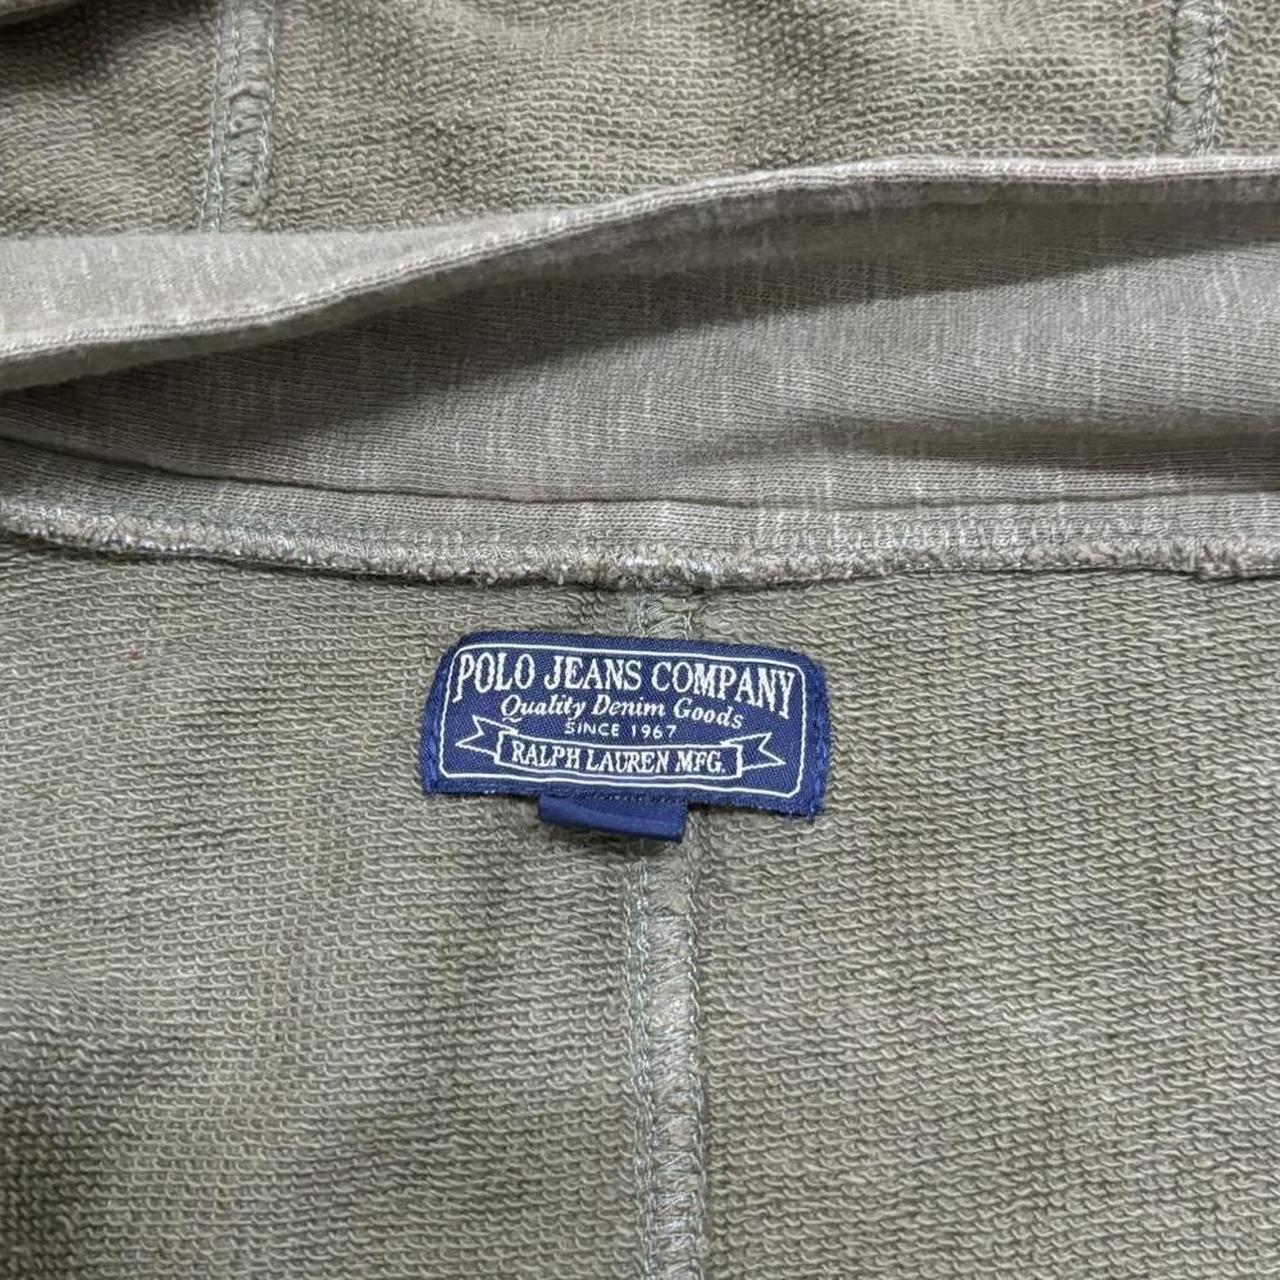 POLO JEANS COMPANY
Quality Denim Goods
SINCE 1967
RALPH LAUREN MFG.